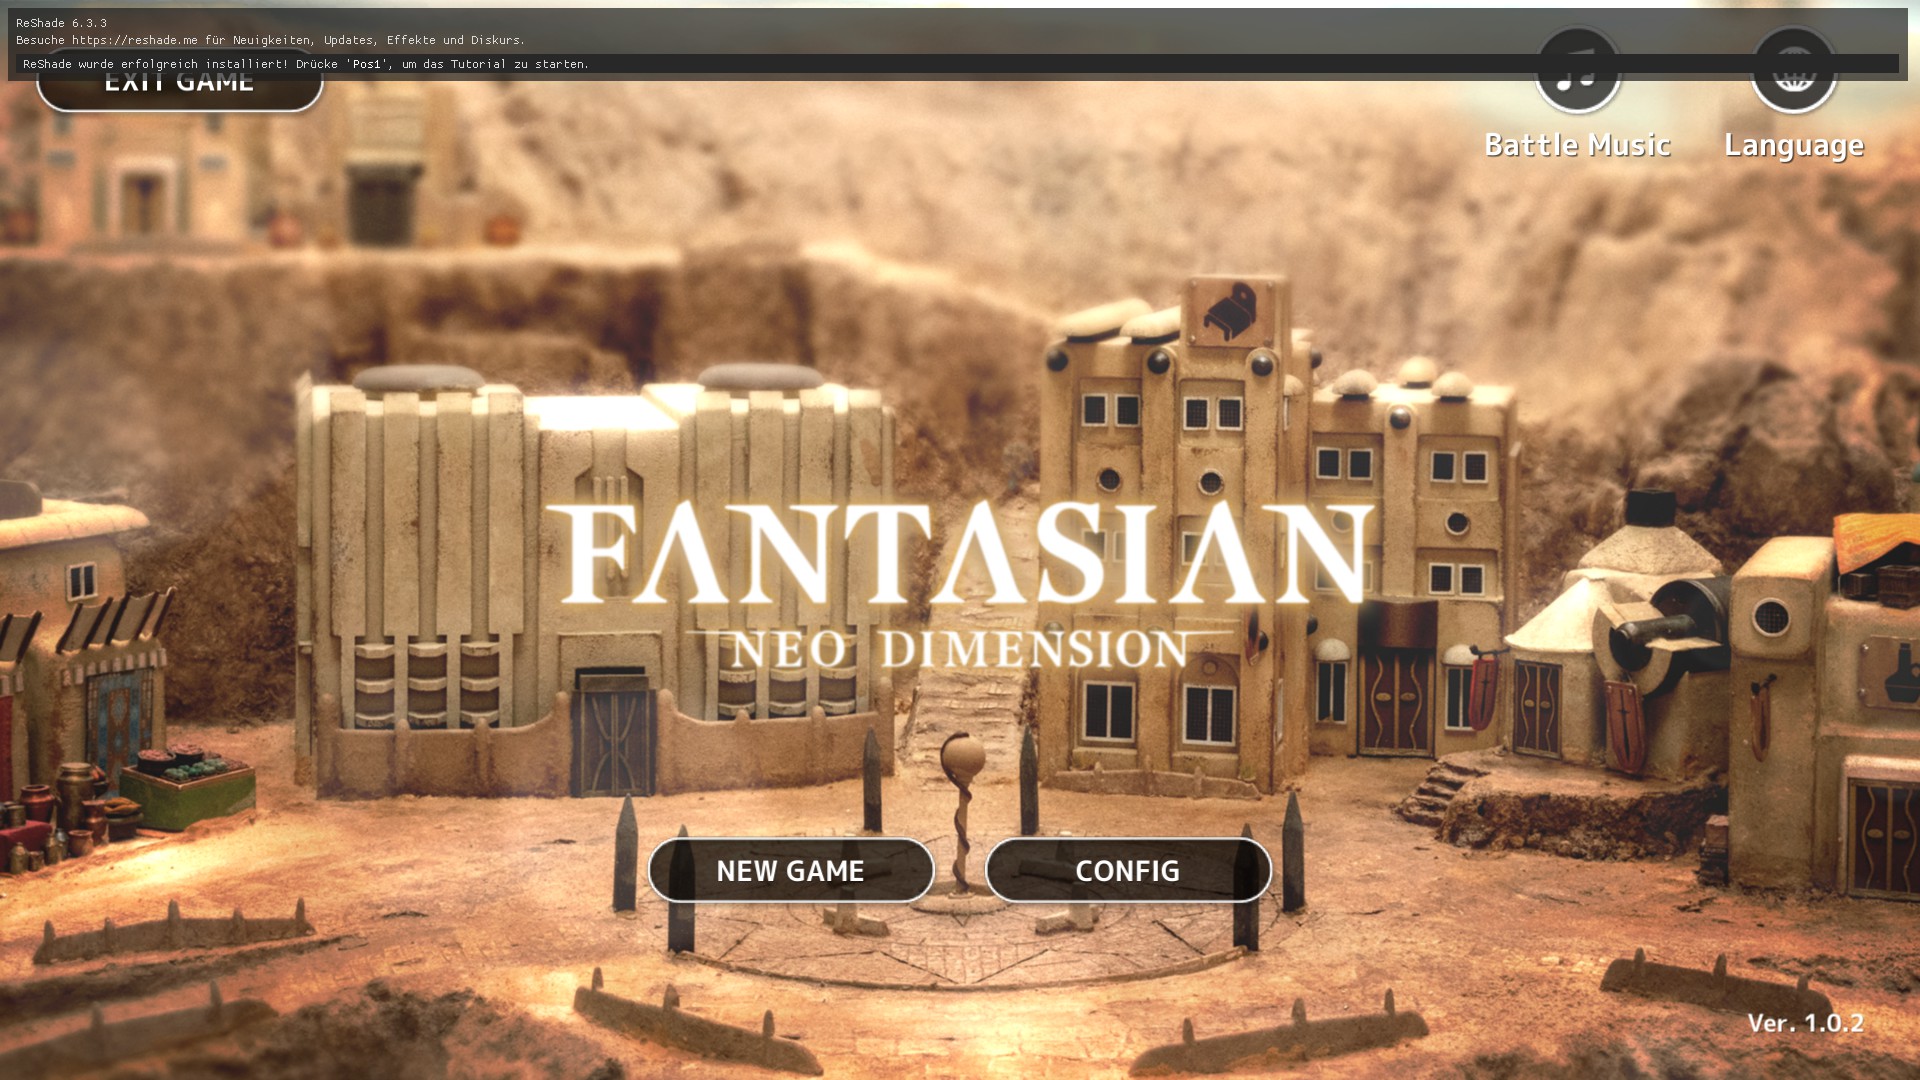 ReShade 6.3.3
Besuche https://reshade.me für Neuigkeiten, Updates, Effekte und Diskurs.
ReShade wurde erfolgreich installiert! Drücke 'Pos1', um das Tutorial zu starten.
EXIT GAME
Battle Music
Language
FANTASIAN
NEO DIMENSION
NEW GAME
CONFIG
Ver. 1.0.2